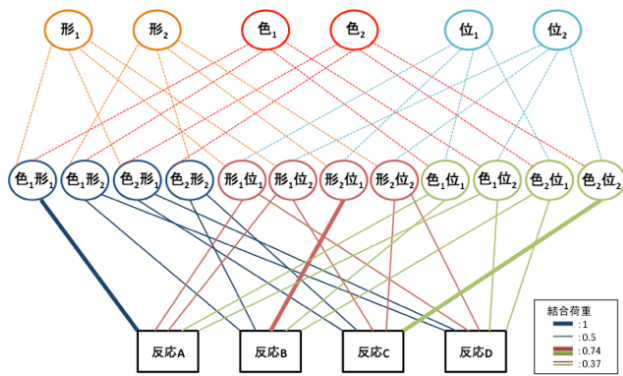 形1 形2 色1 色2 位1 位2
色1形1 色1形2 色2形1 色2形2 形1位1 形1位2 形2位1 形2位2 色1位1 色1位2 色2位1 色2位2
反応A 反応B 反応C 反応D
結合荷重
:1
:0.5
:0.74
:0.37